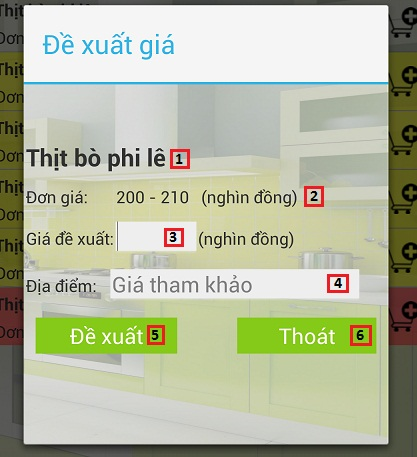 Đề xuất giá
Thịt bò phi lê 1
Đơn giá: 200 - 210 (nghìn đồng) 2
Giá đề xuất: 3 (nghìn đồng)
Địa điểm: Giá tham khảo 4
Đề xuất 5 Thoát 6